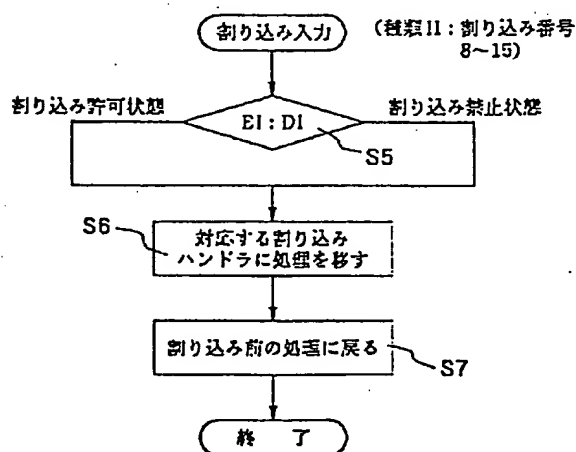 割り込み入力
(種類II:割り込み番号
8~15)
割り込み許可状態
割り込み禁止状態
EI:DI
S5
S6
対応する割り込み
ハンドラに処理を移す
割り込み前の処理に戻る
S7
終 了